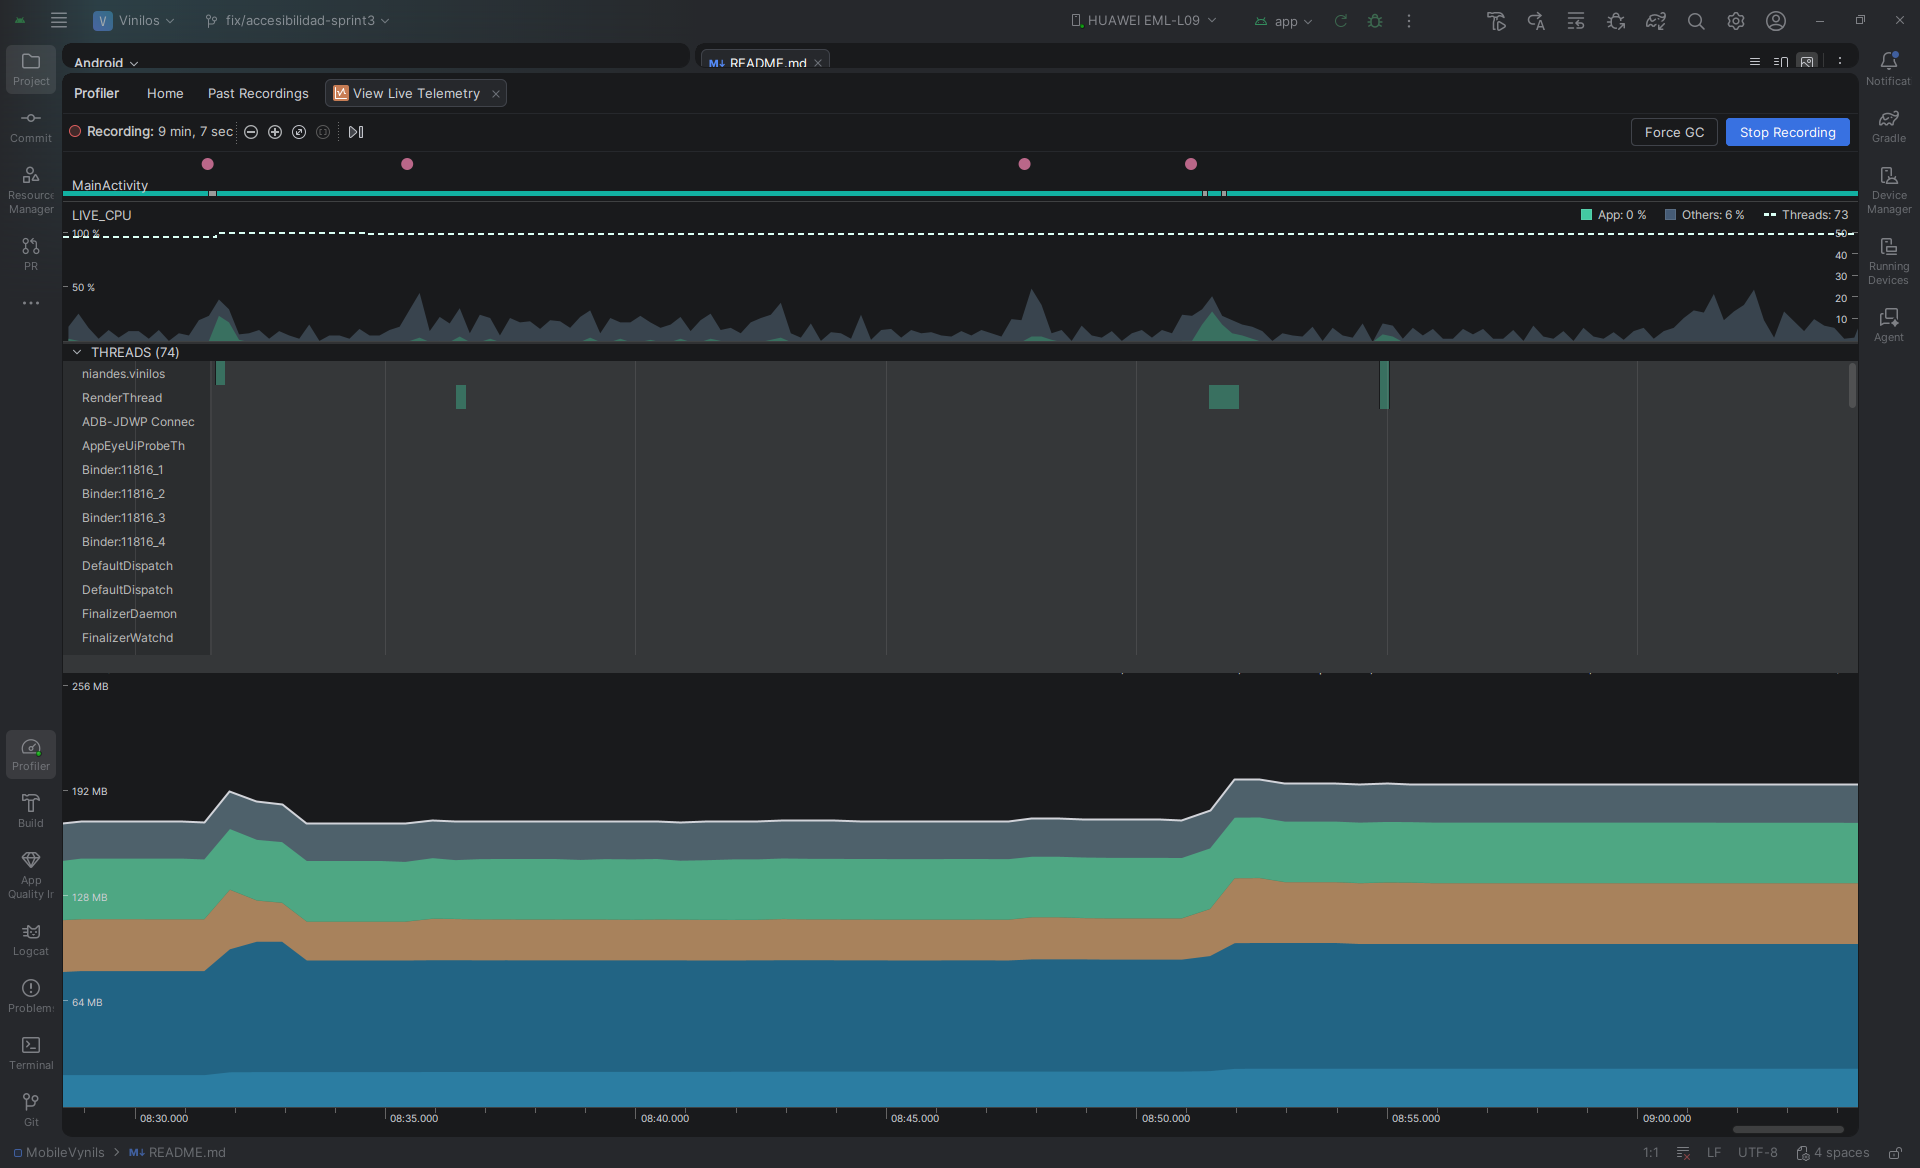 V Vinilos
fix/accesibilidad-sprint3
HUAWEI EML-L09
app
Android
M↓ README.md
Project
Commit
Resource
Manager
PR
Profiler
Build
App
Quality In
Logcat
Problems
Terminal
Git
Notificat
Gradle
Device
Manager
Running
Devices
Agent
Profiler
Home
Past Recordings
View Live Telemetry
Recording: 9 min, 7 sec
Force GC
Stop Recording
MainActivity
LIVE_CPU
App: 0 %
Others: 6 %
Threads: 73
100 %
50
40
50 %
30
20
10
THREADS (74)
niandes.vinilos
RenderThread
ADB-JDWP Connec
AppEyeUiProbeTh
Binder:11816_1
Binder:11816_2
Binder:11816_3
Binder:11816_4
DefaultDispatch
DefaultDispatch
FinalizerDaemon
FinalizerWatchd
256 MB
192 MB
128 MB
64 MB
08:30.000
08:35.000
08:40.000
08:45.000
08:50.000
08:55.000
09:00.000
MobileVynils
M↓ README.md
1:1
LF
UTF-8
4 spaces